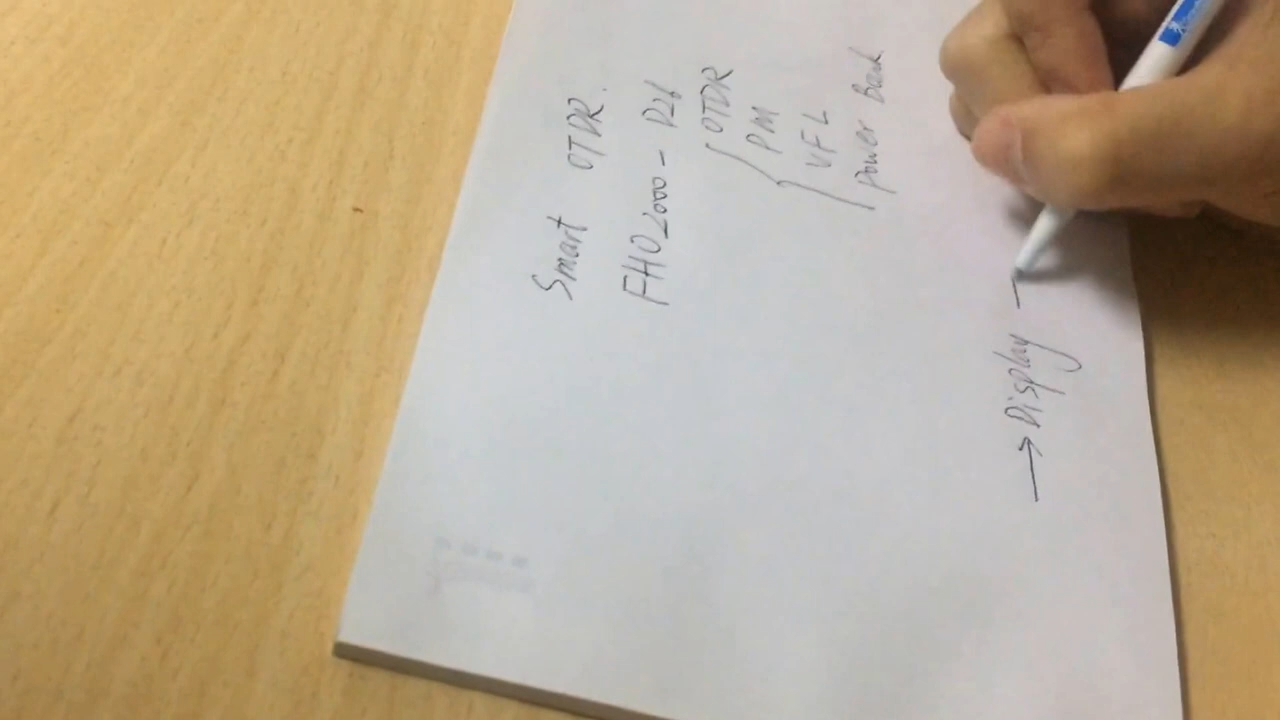 Smart OTDR.
FHO2000 - D26
OTDR
PM
VFL
Power Bank
→ Display -